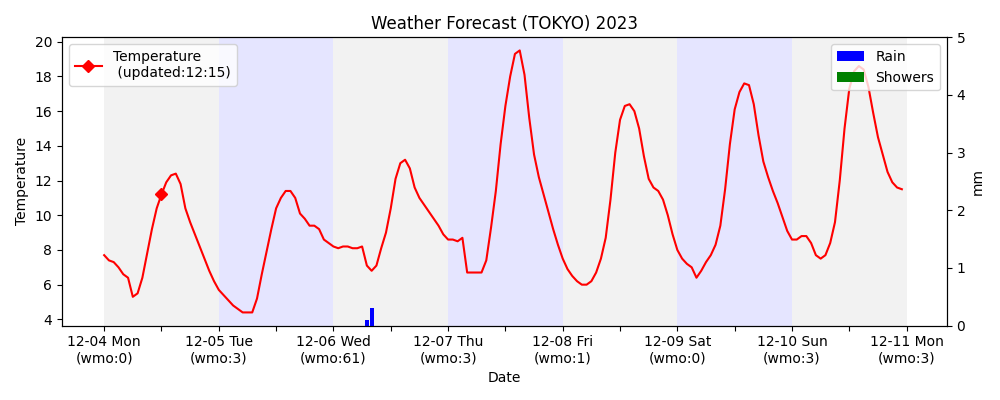 Weather Forecast (TOKYO) 2023
Temperature
(updated:12:15)
Rain
Showers
Temperature
20
18
16
14
12
10
8
6
4
5
4
3
2
1
0
mm
12-04 Mon
(wmo:0)
12-05 Tue
(wmo:3)
12-06 Wed
(wmo:61)
12-07 Thu
(wmo:3)
12-08 Fri
(wmo:1)
12-09 Sat
(wmo:0)
12-10 Sun
(wmo:3)
12-11 Mon
(wmo:3)
Date